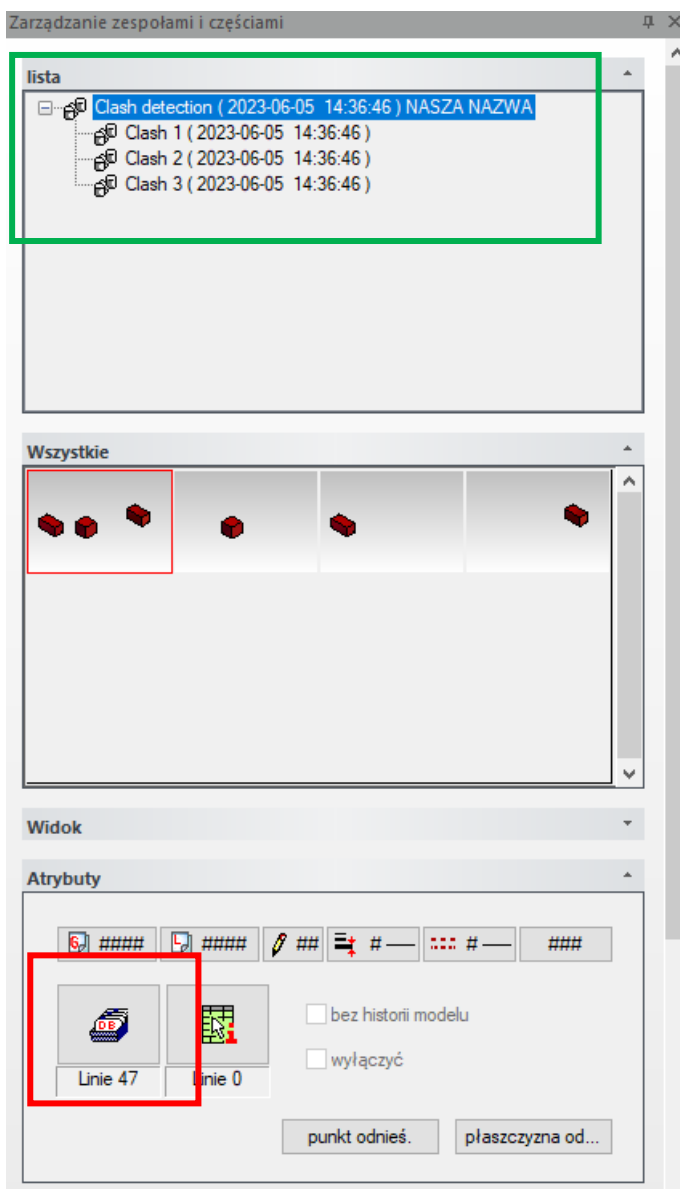 Zarządzanie zespołami i częściami
lista
Clash detection ( 2023-06-05 14:36:46 ) NASZA NAZWA
Clash 1 ( 2023-06-05 14:36:46 )
Clash 2 ( 2023-06-05 14:36:46 )
Clash 3 ( 2023-06-05 14:36:46 )
Wszystkie
Widok
Atrybuty
G #### L #### ## # — # — ###
DB
bez historii modelu
wyłączyć
Linie 47 Linie 0
punkt odnieś. płaszczyzna od...